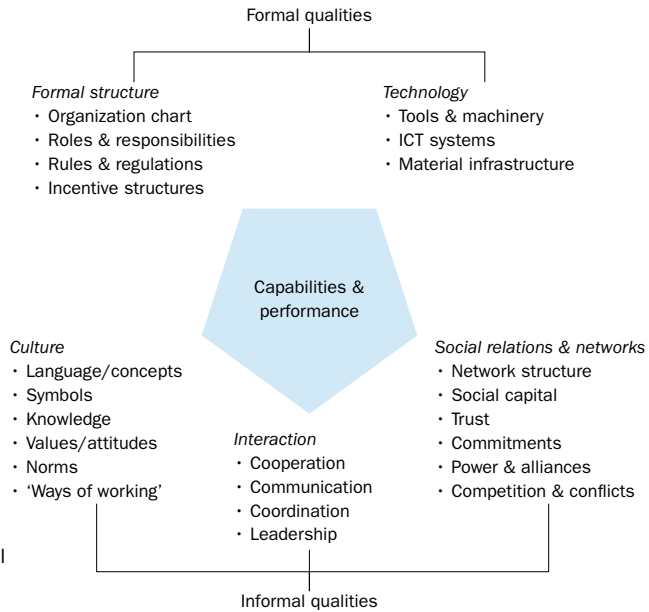 Formal qualities
Formal structure
· Organization chart
· Roles & responsibilities
· Rules & regulations
· Incentive structures
Technology
· Tools & machinery
· ICT systems
· Material infrastructure
Capabilities &
performance
Culture
· Language/concepts
· Symbols
· Knowledge
· Values/attitudes
· Norms
· ‘Ways of working’
Interaction
· Cooperation
· Communication
· Coordination
· Leadership
Social relations & networks
· Network structure
· Social capital
· Trust
· Commitments
· Power & alliances
· Competition & conflicts
Informal qualities